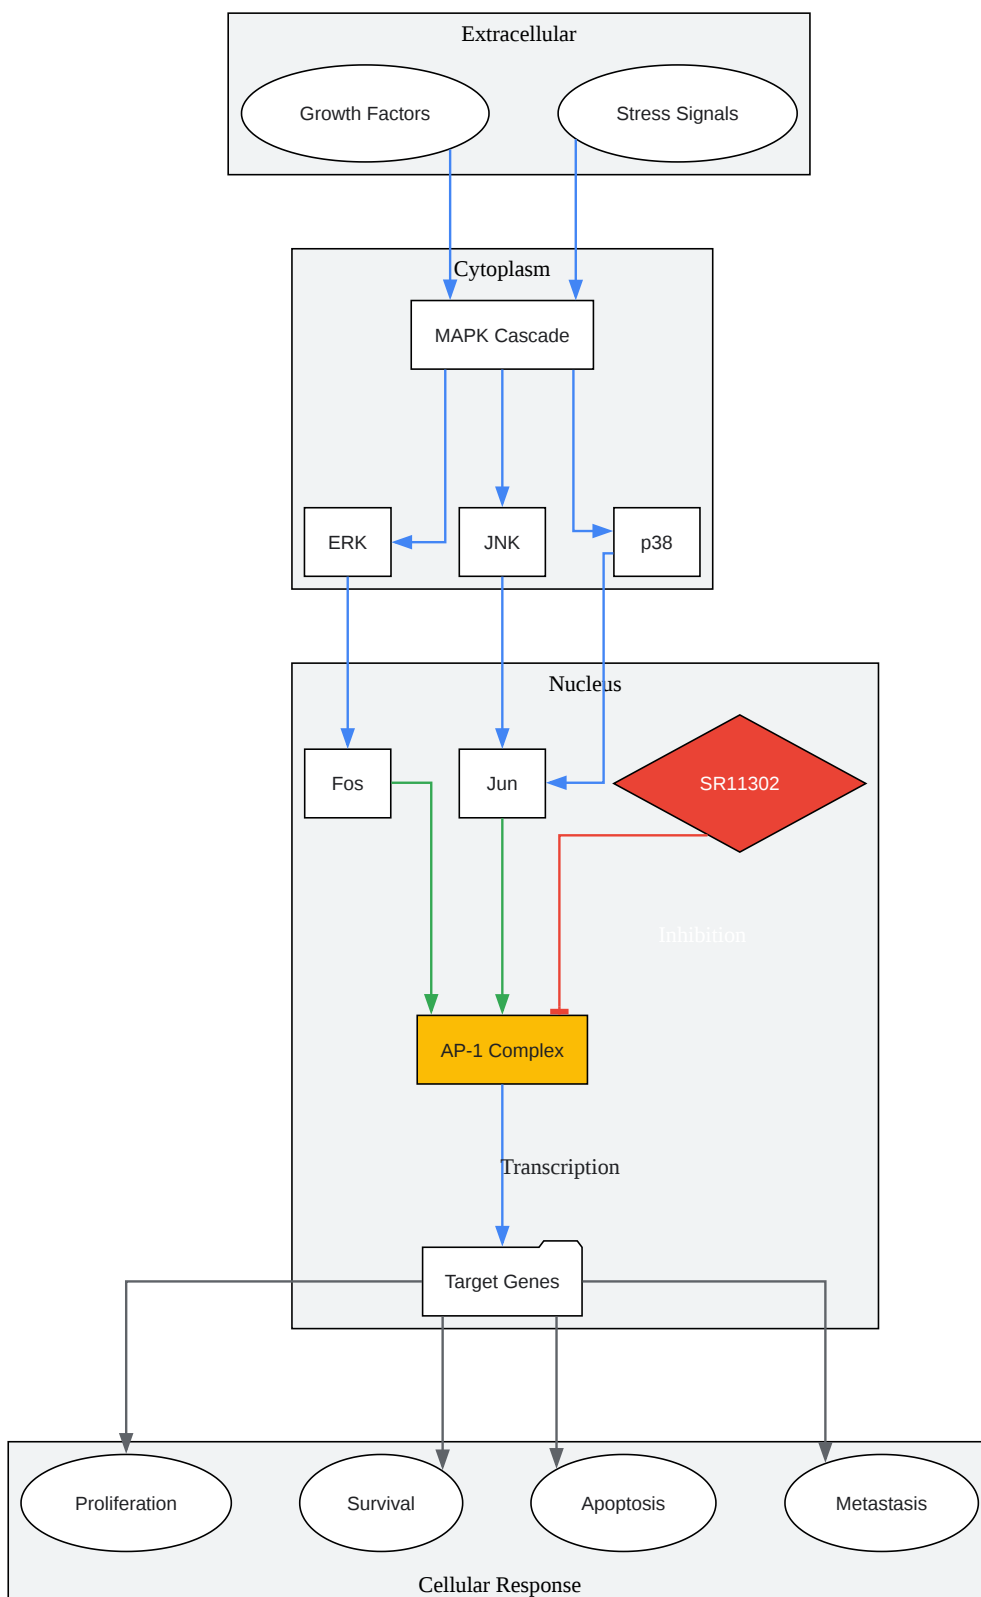 Extracellular
Growth Factors
Stress Signals
Cytoplasm
MAPK Cascade
ERK
JNK
p38
Nucleus
Fos
Jun
SR11302
Inhibition
AP-1 Complex
Transcription
Target Genes
Proliferation
Survival
Apoptosis
Metastasis
Cellular Response